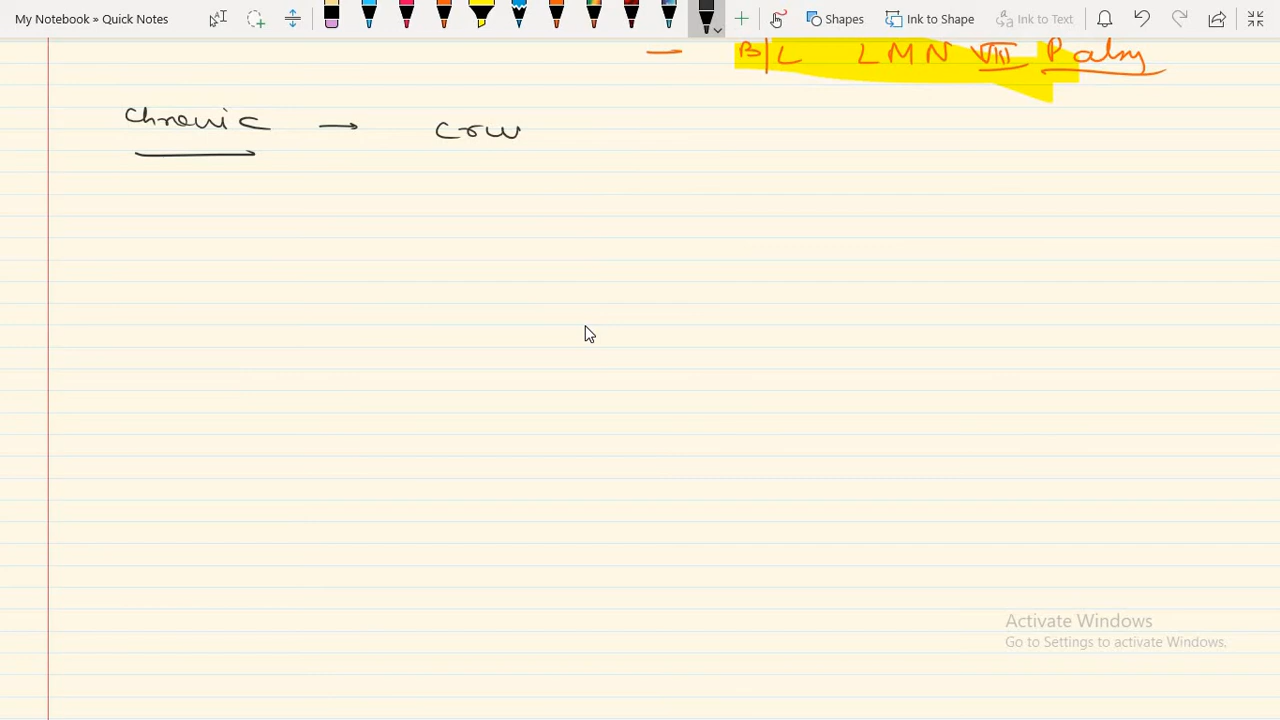 My Notebook » Quick Notes
Shapes
Ink to Shape
Ink to Text
— B/L LMN VIII Palsy
Chronic → crw
Activate Windows
Go to Settings to activate Windows.